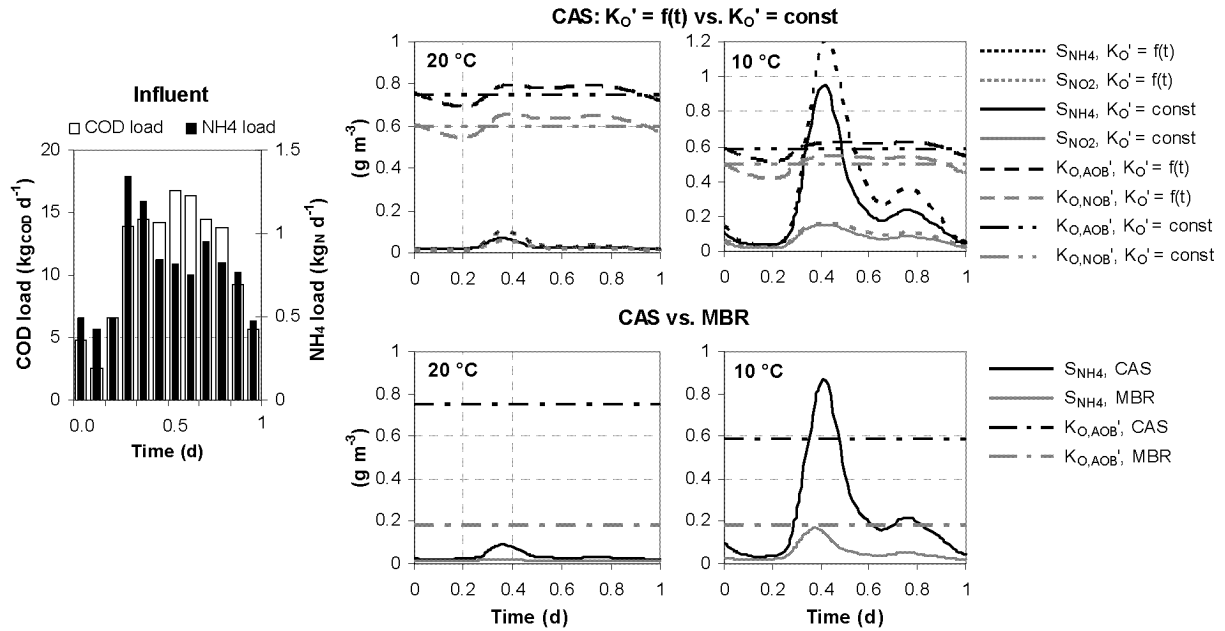 CAS: KO' = f(t) vs. KO' = const
Influent
COD load NH4 load
20
15
10
5
0
COD load (kgCOD d-1)
1.5
1
0.5
0
NH4 load (kgN d-1)
0.0 0.5 1
Time (d)
20 °C
1
0.8
0.6
0.4
0.2
0
(g m-3)
0 0.2 0.4 0.6 0.8 1
10 °C
1.2
1
0.8
0.6
0.4
0.2
0
0 0.2 0.4 0.6 0.8 1
SNH4, KO' = f(t)
SNO2, KO' = f(t)
SNH4, KO' = const
SNO2, KO' = const
KO,AOB', KO' = f(t)
KO,NOB', KO' = f(t)
KO,AOB', KO' = const
KO,NOB', KO' = const
CAS vs. MBR
20 °C
1
0.8
0.6
0.4
0.2
0
(g m-3)
0 0.2 0.4 0.6 0.8 1
Time (d)
10 °C
1
0.8
0.6
0.4
0.2
0
0 0.2 0.4 0.6 0.8 1
Time (d)
SNH4, CAS
SNH4, MBR
KO,AOB', CAS
KO,AOB', MBR